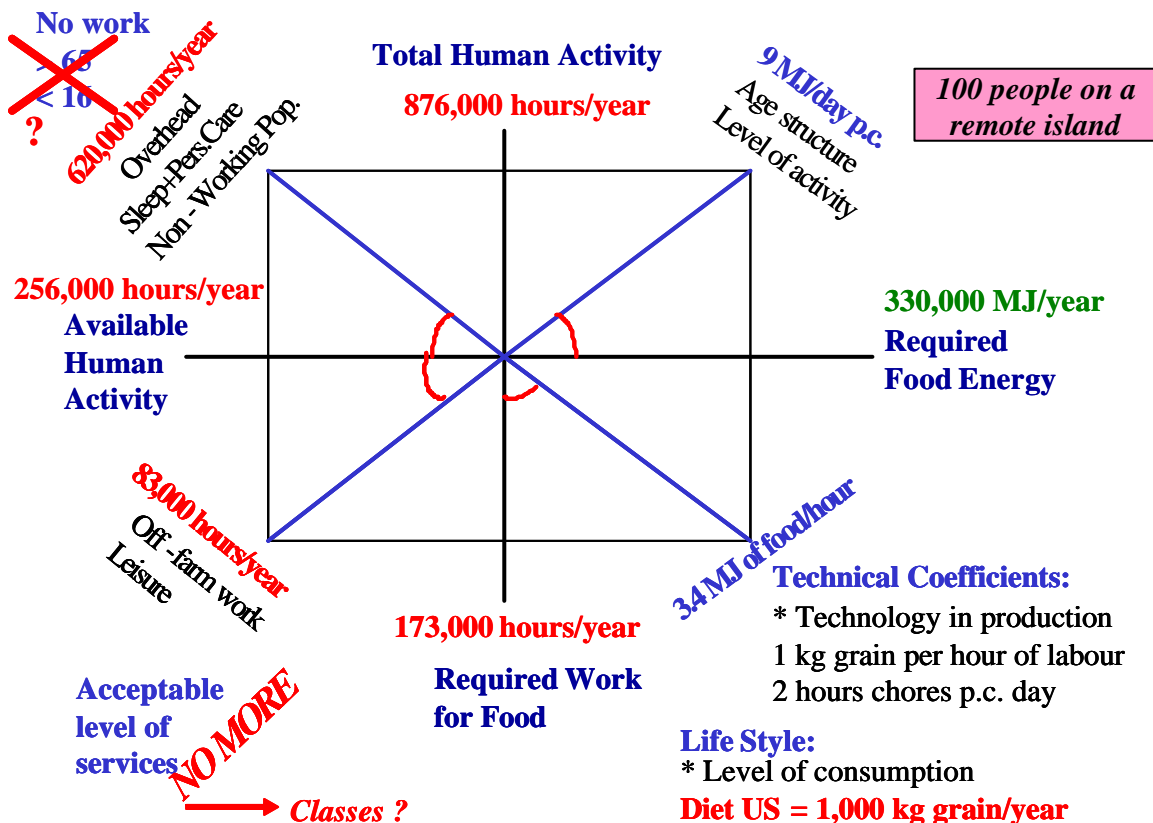 No work
> 65
< 16
?
620,000 hours/year
Overhead
Sleep+Pers.Care
Non - Working Pop.
Total Human Activity
876,000 hours/year
9 MJ/day p.c.
Age structure
Level of activity
100 people on a
remote island
256,000 hours/year
Available
Human
Activity
330,000 MJ/year
Required
Food Energy
83,000 hours/year
Off -farm work
Leisure
173,000 hours/year
Required Work
for Food
3.4 MJ of food/hour
Technical Coefficients:
* Technology in production
1 kg grain per hour of labour
2 hours chores p.c. day
Acceptable
level of
services
NO MORE
Classes ?
Life Style:
* Level of consumption
Diet US = 1,000 kg grain/year